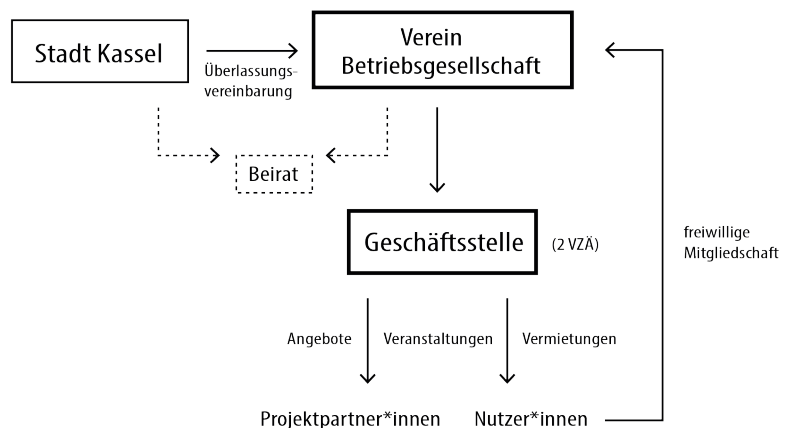 Stadt Kassel
Überlassungs-
vereinbarung
Verein
Betriebsgesellschaft
Beirat
Geschäftsstelle
(2 VZÄ)
freiwillige
Mitgliedschaft
Angebote
Veranstaltungen
Vermietungen
Projektpartner*innen
Nutzer*innen